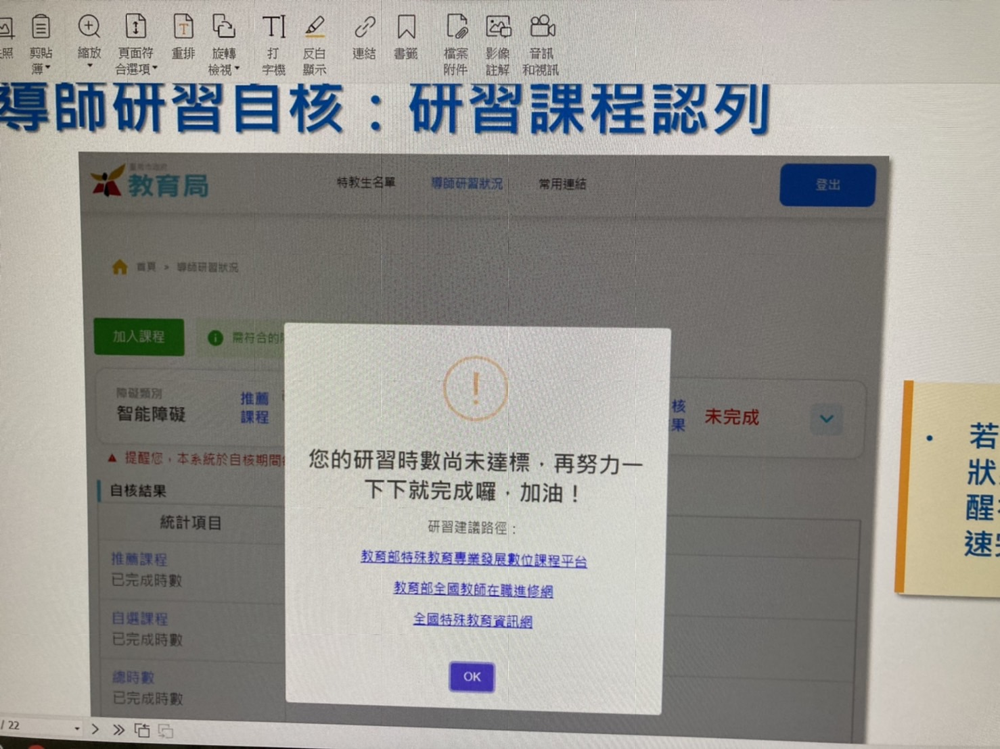 剪貼
簿
縮放
頁面符
合選項
重排
旋轉
檢視
打
字機
反白
顯示
連結
書籤
檔案
附件
影像
註解
音訊
和視訊
導師研習自核：研習課程認列
教育局
特教生名單
導師研習狀況
常用連結
登出
首頁 > 導師研習狀況
加入課程
需符合的
障礙類別
智能障礙
推薦
課程
核
果
未完成
提醒您，本系統於自核期間
自核結果
統計項目
推薦課程
已完成時數
自選課程
已完成時數
總時數
已完成時數
您的研習時數尚未達標，再努力一
下下就完成囉，加油！
研習建議路徑：
教育部特殊教育專業發展數位課程平台
教育部全國教師在職進修網
全國特殊教育資訊網
OK
• 若
狀
醒
速
/ 22